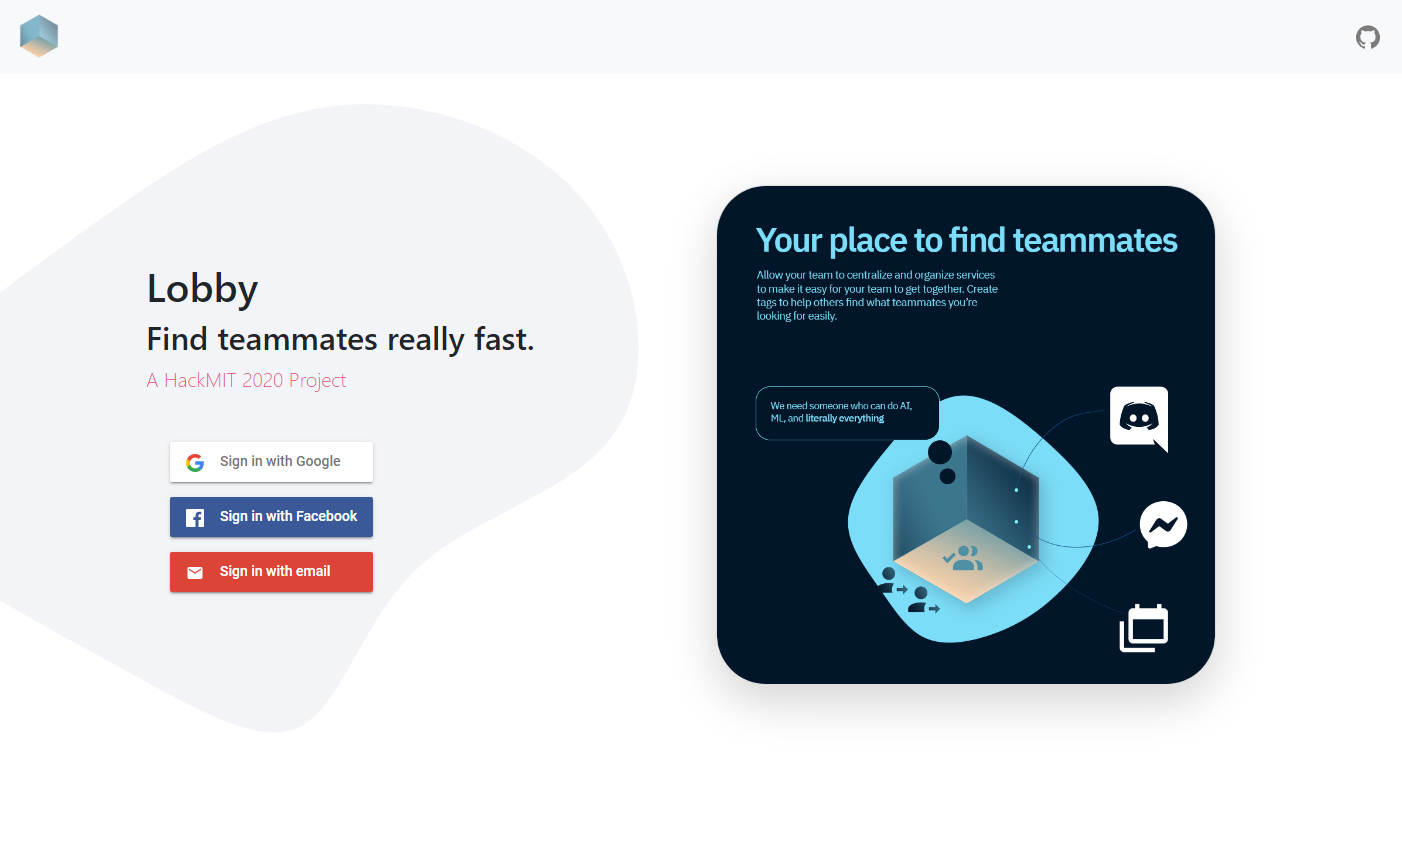 Lobby
Find teammates really fast.
A HackMIT 2020 Project
Sign in with Google
Sign in with Facebook
Sign in with email
Your place to find teammates
Allow your team to centralize and organize services
to make it easy for your team to get together. Create
tags to help others find what teammates you're
looking for easily.
We need someone who can do AI,
ML, and literally everything